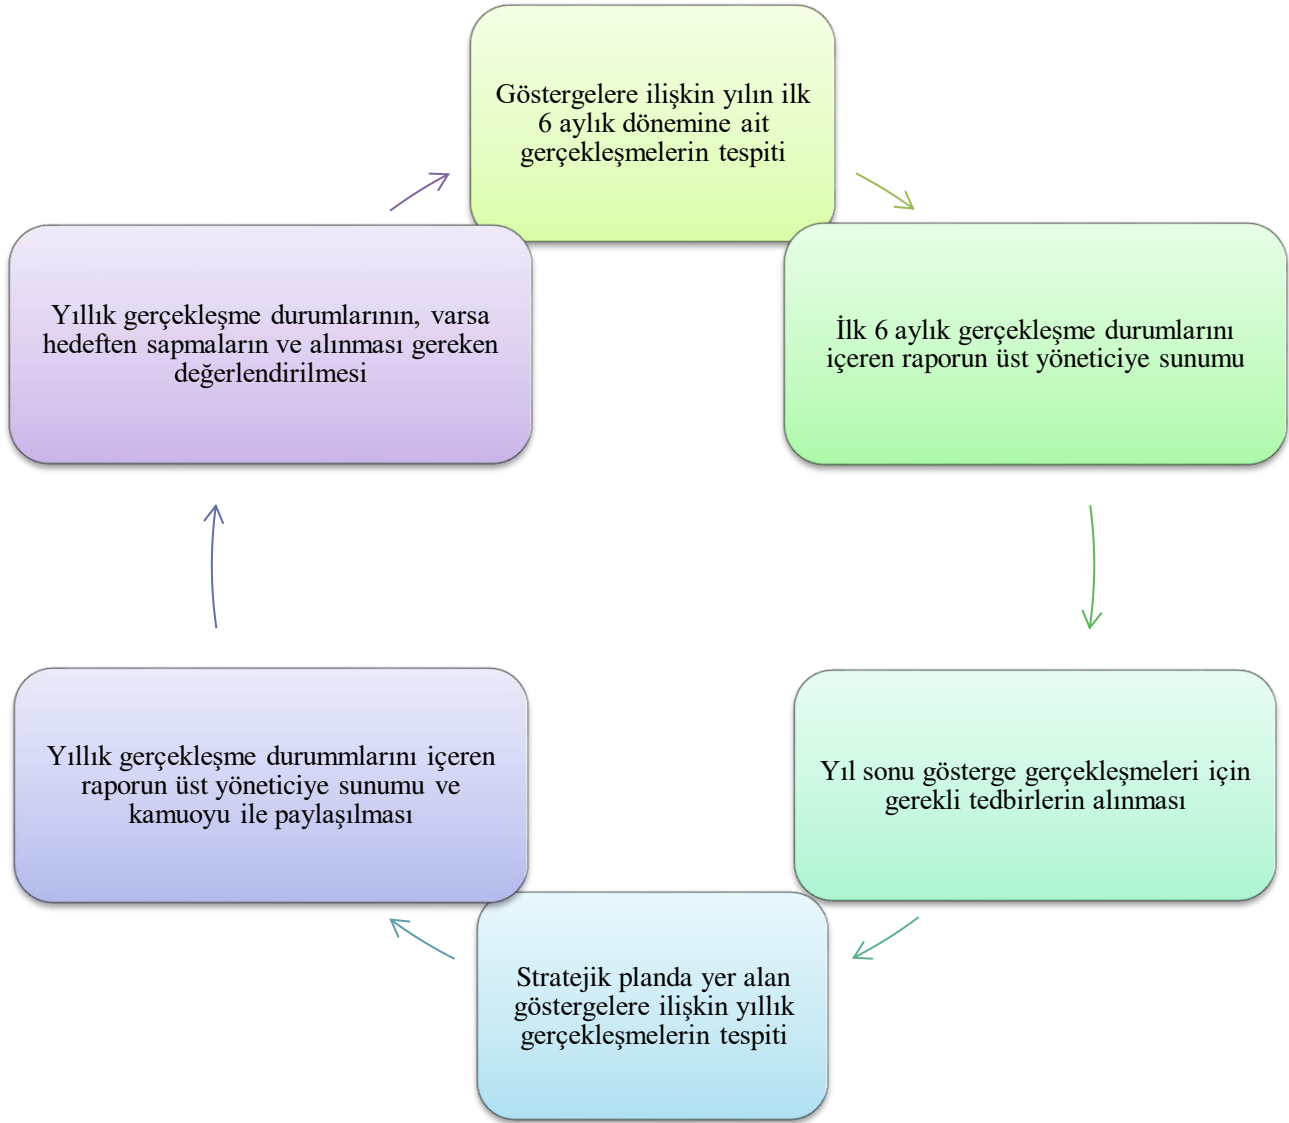 Göstergelere ilişkin yılın ilk
6 aylık dönemine ait
gerçekleşmelerin tespiti
İlk 6 aylık gerçekleşme durumlarını
içeren raporun üst yöneticiye sunumu
Yıl sonu gösterge gerçekleşmeleri için
gerekli tedbirlerin alınması
Stratejik planda yer alan
göstergelere ilişkin yıllık
gerçekleşmelerin tespiti
Yıllık gerçekleşme durummlarını içeren
raporun üst yöneticiye sunumu ve
kamuoyu ile paylaşılması
Yıllık gerçekleşme durumlarının, varsa
hedeften sapmaların ve alınması gereken
değerlendirilmesi